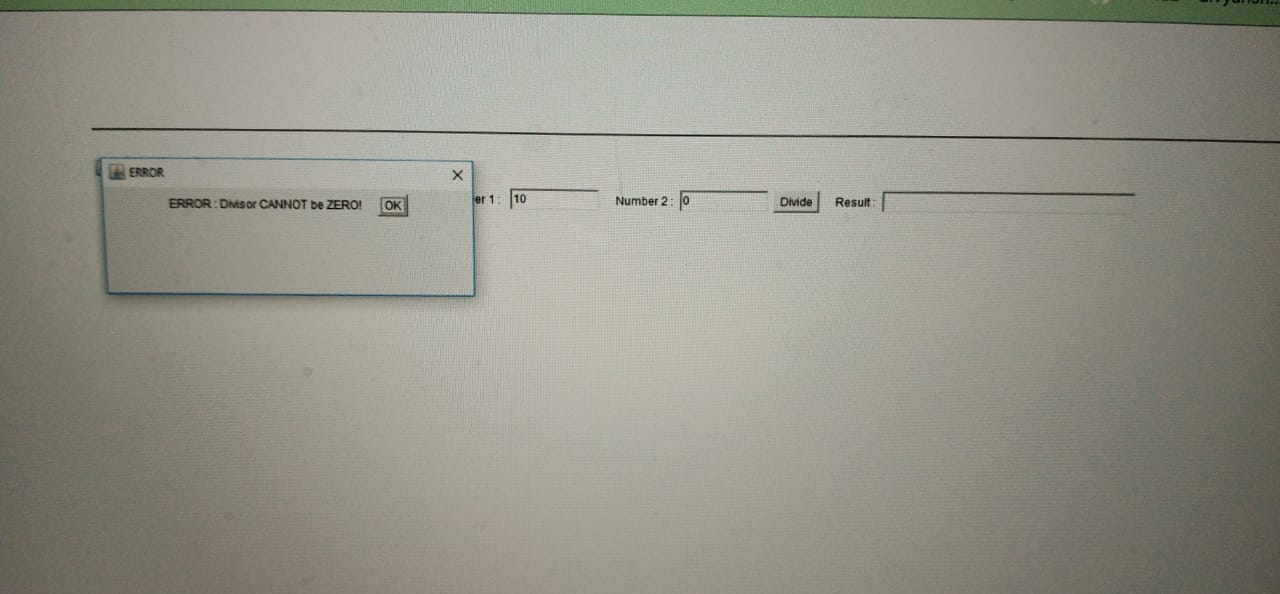 ERROR
ERROR : Divisor CANNOT be ZERO! OK
er 1 : 10 Number 2 : 0 Divide Result :